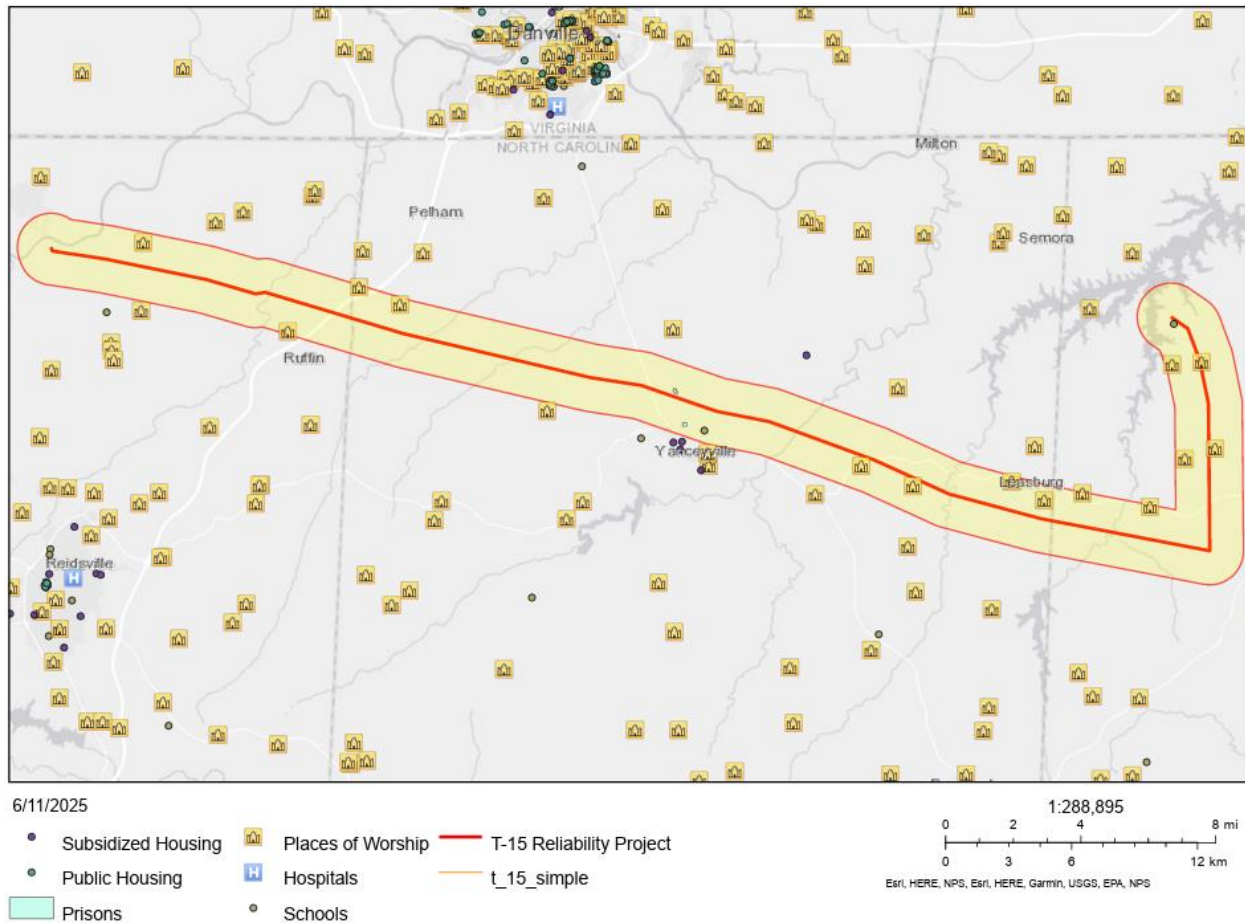 Danville
H
VIRGINIA
NORTH CAROLINA
Milton
Pelham
Semora
Ruffin
Yanceyville
Leasburg
Reidsville
H
6/11/2025
1:288,895
Subsidized Housing
Places of Worship
T-15 Reliability Project
0 2 4 8 mi
Public Housing
H Hospitals
t_15_simple
0 3 6 12 km
Prisons
Schools
Esri, HERE, NPS, Esri, HERE, Garmin, USGS, EPA, NPS